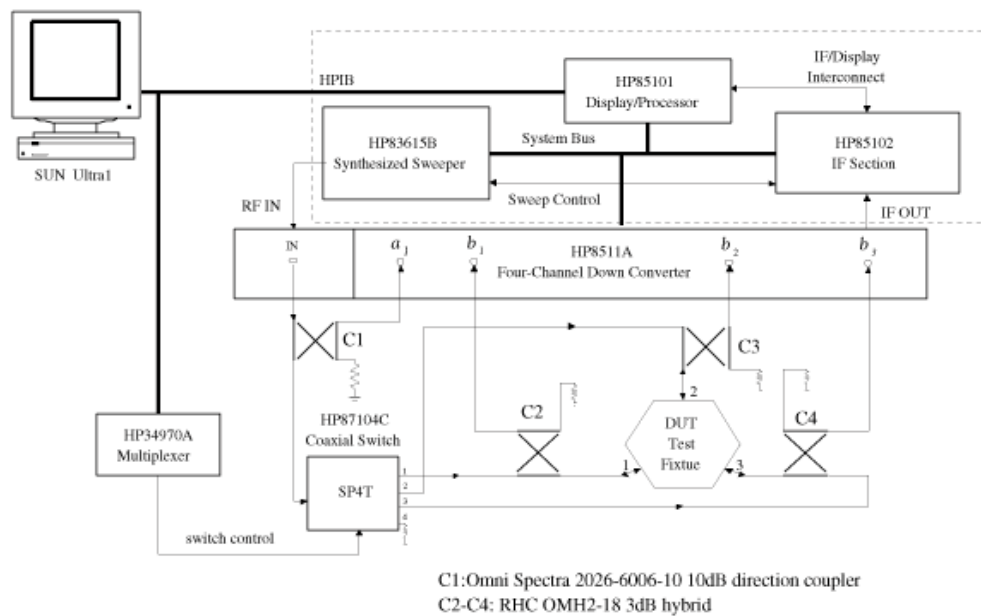 HPIB
HP85101
Display/Processor
IF/Display
Interconnect
HP83615B
Synthesized Sweeper
System Bus
HP85102
IF Section
SUN Ultra1
Sweep Control
RF IN
IF OUT
IN
a1
b1
HP8511A
Four-Channel Down Converter
b2
b3
C1
C3
HP87104C
Coaxial Switch
C2
2
C4
HP34970A
Multiplexer
DUT
Test
Fixtue
SP4T
1
2
3
4
1
3
switch control
C1:Omni Spectra 2026-6006-10 10dB direction coupler
C2-C4: RHC OMH2-18 3dB hybrid